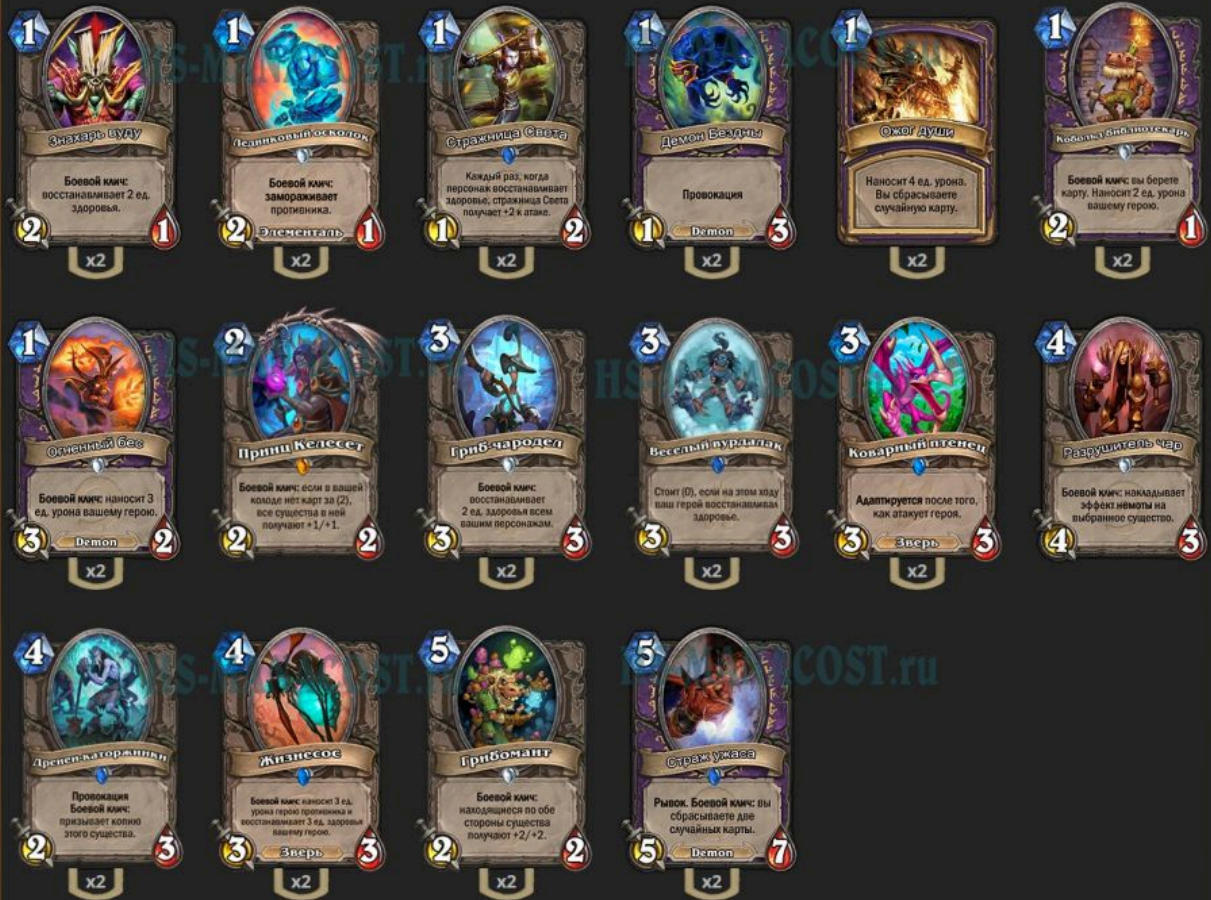 HS-MANACOST.ru
1
Знахарь вуду
Боевой клич:
восстанавливает 2 ед.
здоровья.
2
1
x2
1
Ледниковый осколок
Боевой клич:
замораживает
противника.
2
Элементаль
1
x2
1
Стражница Света
Каждый раз, когда
персонаж восстанавливает
здоровье, стражница Света
получает +2 к атаке.
1
2
x2
1
Демон Бездны
Провокация
1
Demon
3
x2
1
Ожог души
Наносит 4 ед. урона.
Вы сбрасываете
случайную карту.
x2
1
Кобольд-библиотекарь
Боевой клич: вы берете
карту. Наносит 2 ед. урона
вашему герою.
2
1
x2
1
Огненный бес
Боевой клич: наносит 3
ед. урона вашему герою.
3
Demon
2
x2
2
Принц Келесет
Боевой клич: если в вашей
колоде нет карт за (2),
все существа в ней
получают +1/+1.
2
2
3
Гриб-чародел
Боевой клич:
восстанавливает
2 ед. здоровья всем
вашим персонажам.
3
3
x2
3
Веселый вурдалак
Стоит (0), если на этом ходу
ваш герой восстанавливал
здоровье.
3
3
x2
3
Коварный птенец
Адаптируется после того,
как атакует героя.
3
Зверь
3
x2
4
Разрушитель чар
Боевой клич: накладывает
эффект немоты на
выбранное существо.
4
3
4
Дренеи-каторжники
Провокация
Боевой клич:
призывает копию
этого существа.
2
3
x2
4
Жизнесос
Боевой клич: наносит 3 ед.
урона герою противника и
восстанавливает 3 ед. здоровья
вашему герою.
3
Зверь
3
x2
5
Грибомант
Боевой клич:
находящиеся по обе
стороны существа
получают +2/+2.
2
2
x2
5
Страж ужаса
Рывок. Боевой клич: вы
сбрасываете две
случайных карты.
5
Demon
7
x2